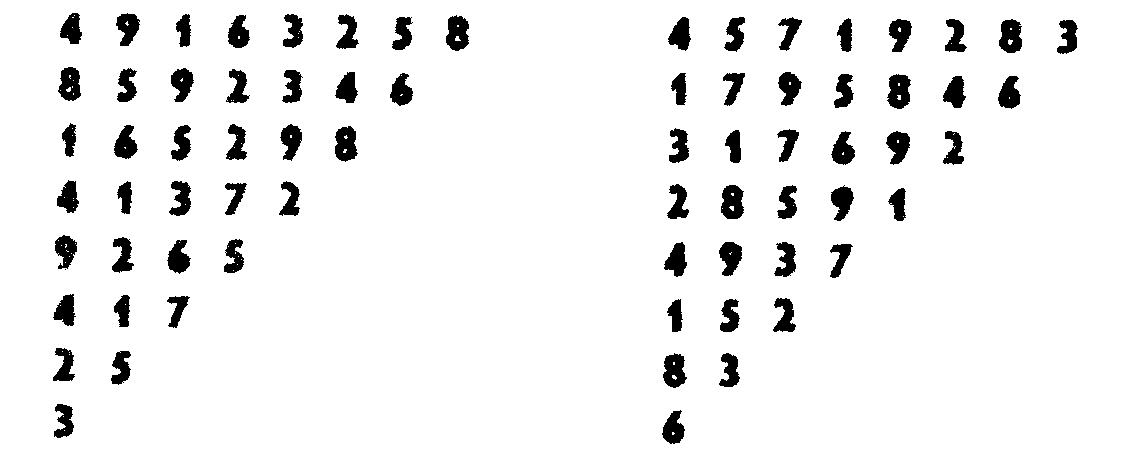 4 9 1 6 3 2 5 8
8 5 9 2 3 4 6
1 6 5 2 9 8
4 1 3 7 2
9 2 6 5
4 1 7
2 5
3
4 5 7 1 9 2 8 3
1 7 9 5 8 4 6
3 1 7 6 9 2
2 8 5 9 1
4 9 3 7
1 5 2
8 3
6